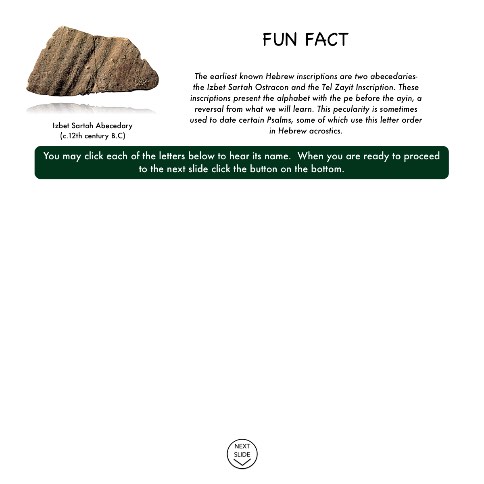 FUN FACT
The earliest known Hebrew inscriptions are two abecedaries-
the Izbet Sartah Ostracon and the Tel Zayit Inscription. These
inscriptions present the alphabet with the pe before the ayin, a
reversal from what we will learn. This pecularity is sometimes
used to date certain Psalms, some of which use this letter order
in Hebrew acrostics.
Izbet Sartah Abecedary
(c.12th century B.C)
You may click each of the letters below to hear its name. When you are ready to proceed
to the next slide click the button on the bottom.
NEXT
SLIDE